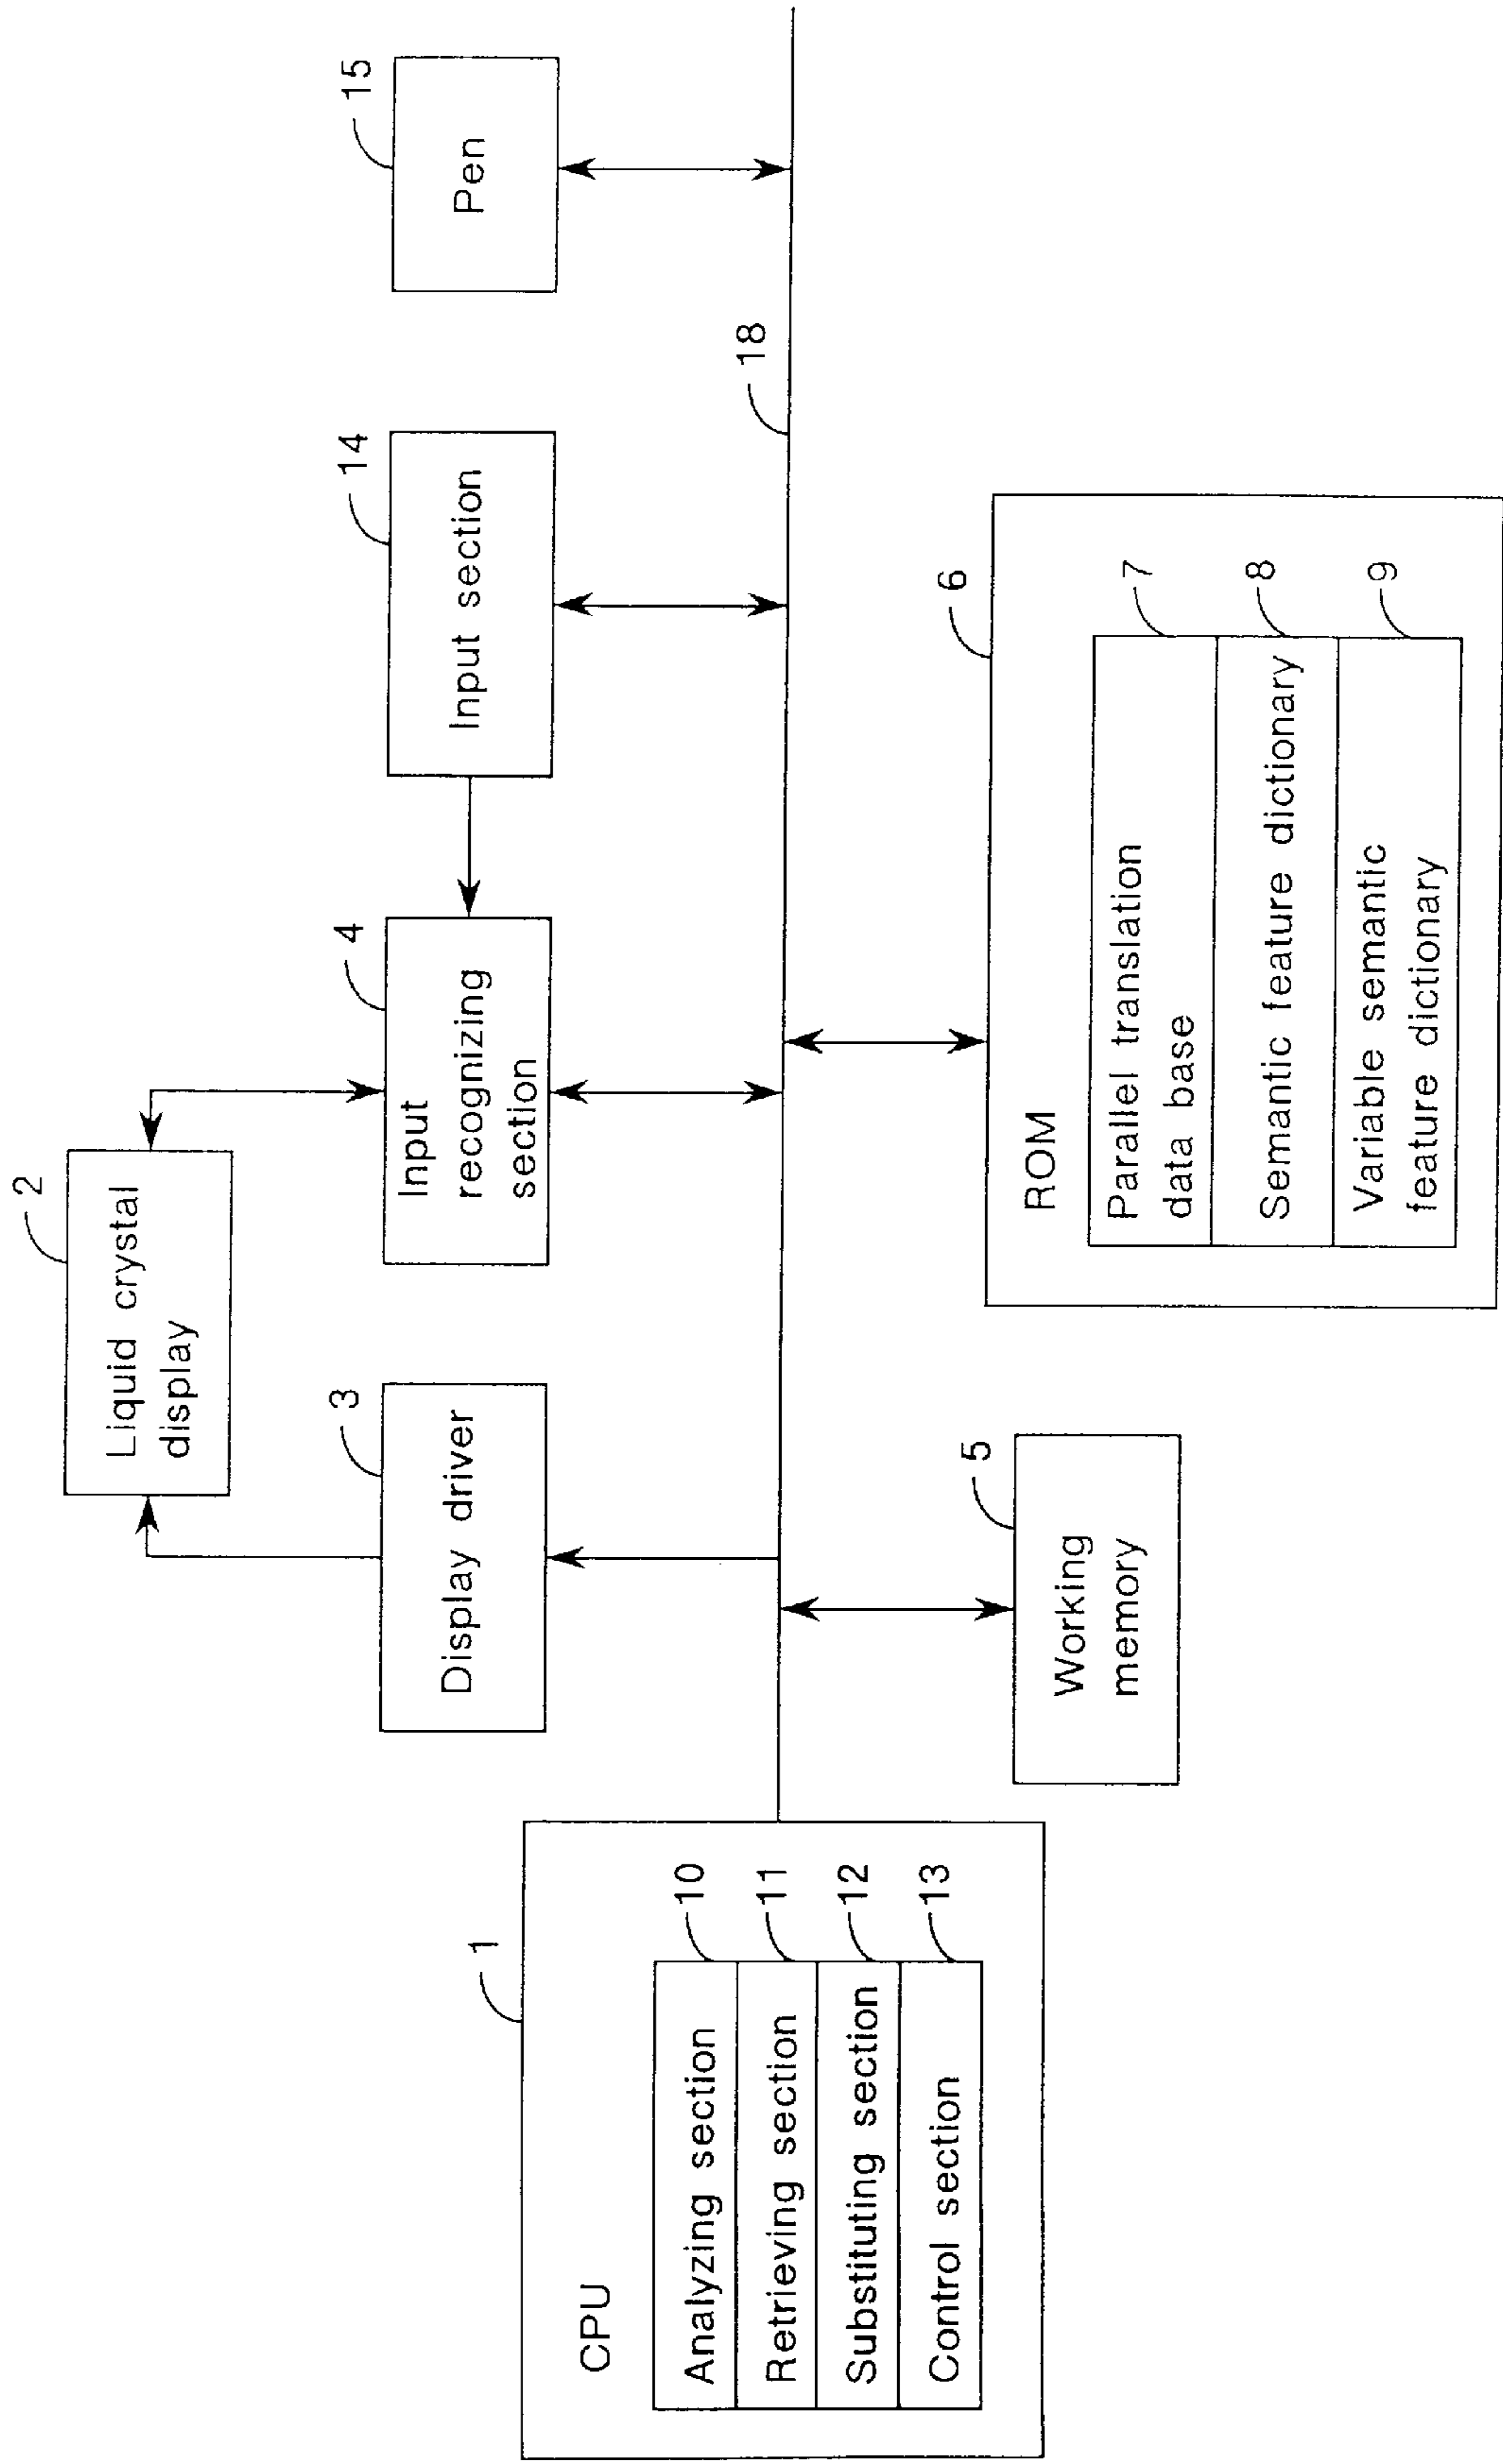 2
Liquid crystal
display
3
Display driver
4
Input
recognizing
section
14
Input section
15
Pen
18
1
CPU
Analyzing section
10
Retrieving section
11
Substituting section
12
Control section
13
5
Working
memory
6
ROM
Parallel translation
data base
7
Semantic feature dictionary
8
Variable semantic
feature dictionary
9